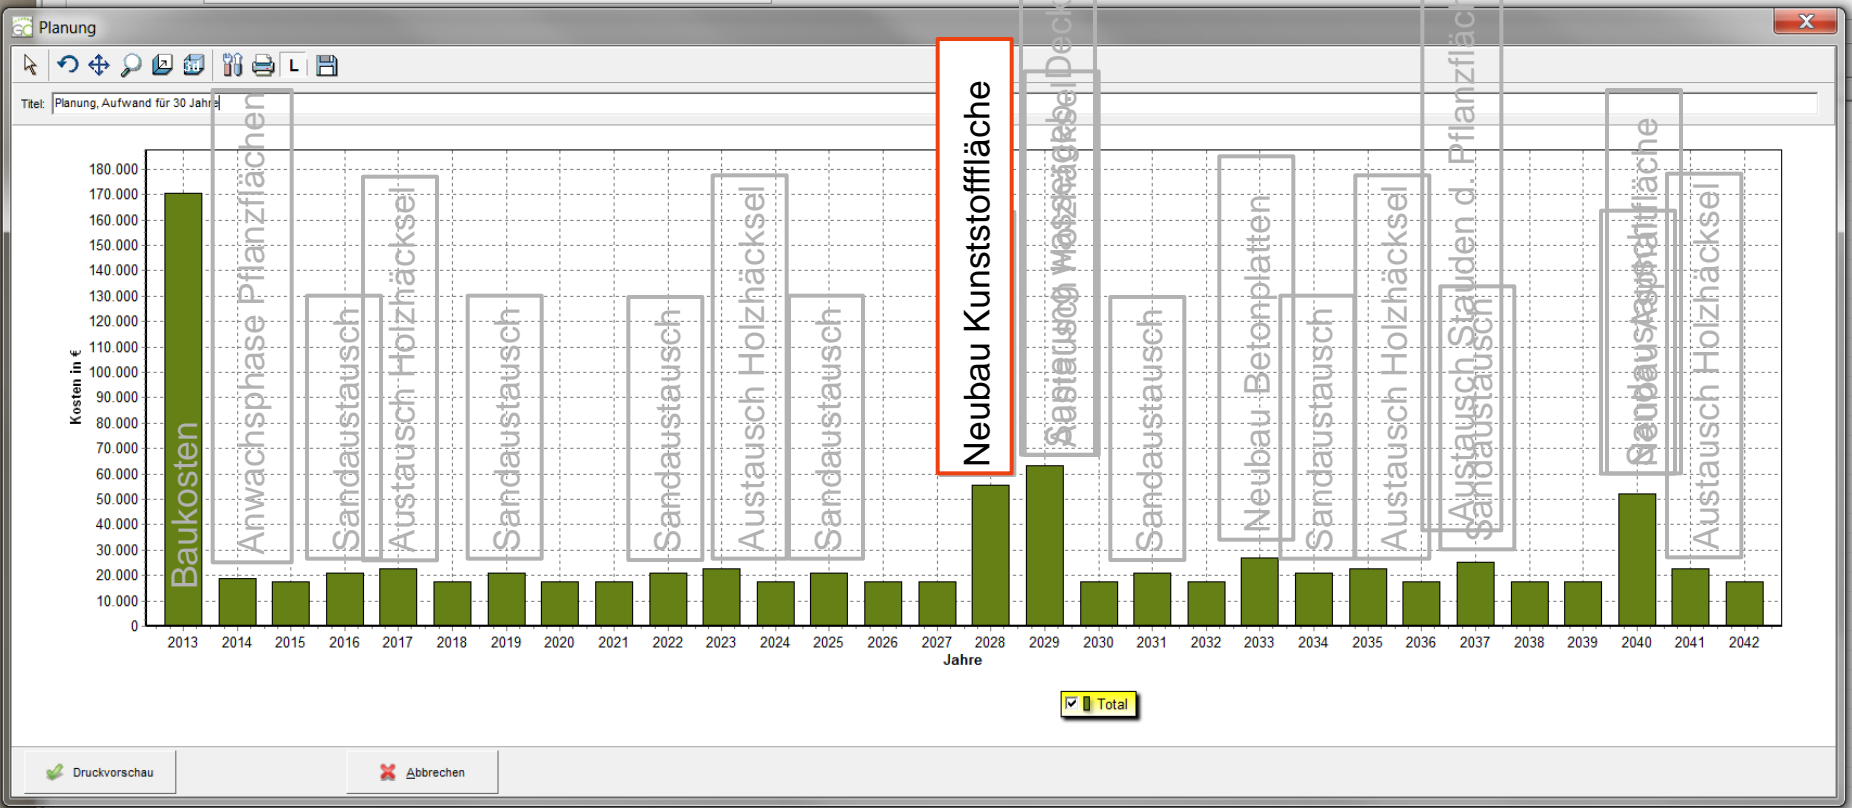 Planung
L
Titel: Planung, Aufwand für 30 Jahre
Kosten in €
180.000
170.000
160.000
150.000
140.000
130.000
120.000
110.000
100.000
90.000
80.000
70.000
60.000
50.000
40.000
30.000
20.000
10.000
0
Baukosten
Anwachsphase Pflanzflächen
Sandaustausch
Austausch Holzhäcksel
Sandaustausch
Sandaustausch
Austausch Holzhäcksel
Sandaustausch
Neubau Kunststofffläche
Sandaustausch
Neubau Betonplatten
Sandaustausch
Austausch Holzhäcksel
Austausch Stauden d.
Sandaustausch
Neubau Asphaltfläche
Austausch Holzhäcksel
2013 2014 2015 2016 2017 2018 2019 2020 2021 2022 2023 2024 2025 2026 2027 2028 2029 2030 2031 2032 2033 2034 2035 2036 2037 2038 2039 2040 2041 2042
Jahre
Total
Druckvorschau
Abbrechen